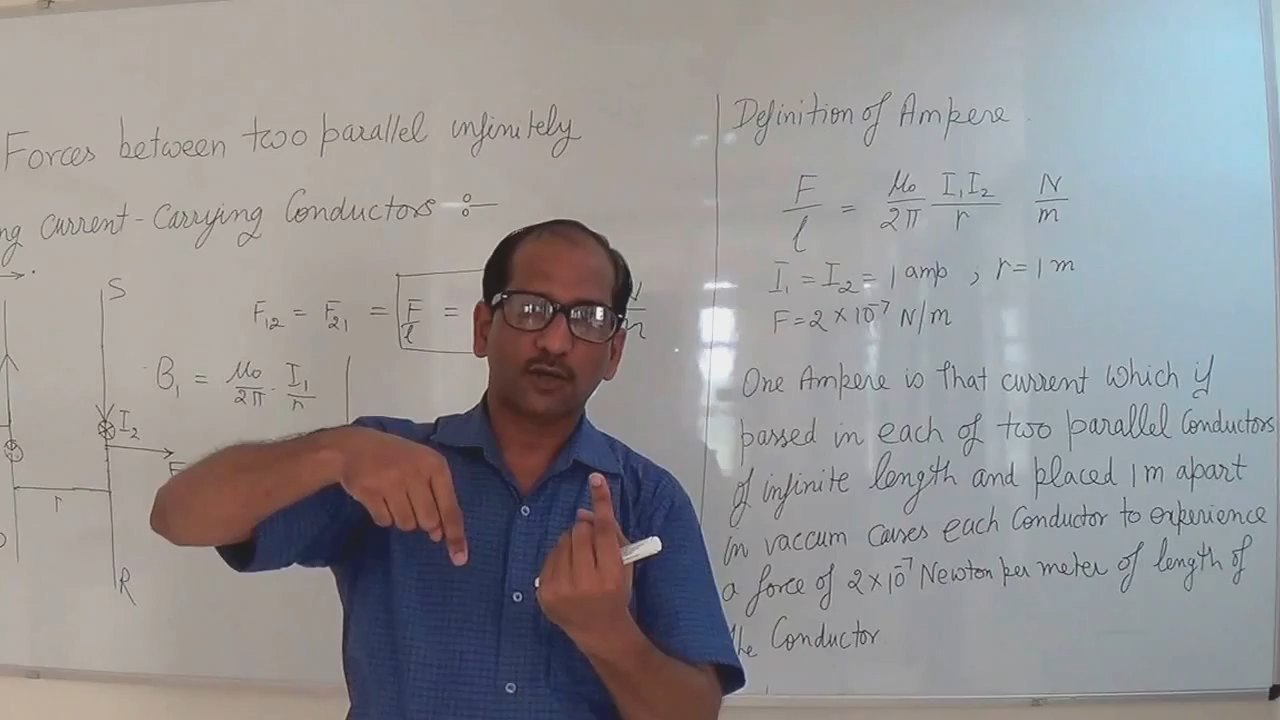 Forces between two parallel infinitely
ng current-Carrying Conductors :-
S
F₁₂ = F₂₁ = F/l =
B₁ = μ₀/2π · I₁/r
I₂
r
R
Definition of Ampere
F/l = μ₀/2π I₁I₂/r N/m
I₁ = I₂ = 1 amp , r = 1 m
F = 2 × 10⁻⁷ N/m
One Ampere is that current which if
passed in each of two parallel Conductors
of infinite length and placed 1 m apart
in vaccum causes each Conductor to experience
a force of 2 × 10⁻⁷ Newton per meter of length of
the Conductor